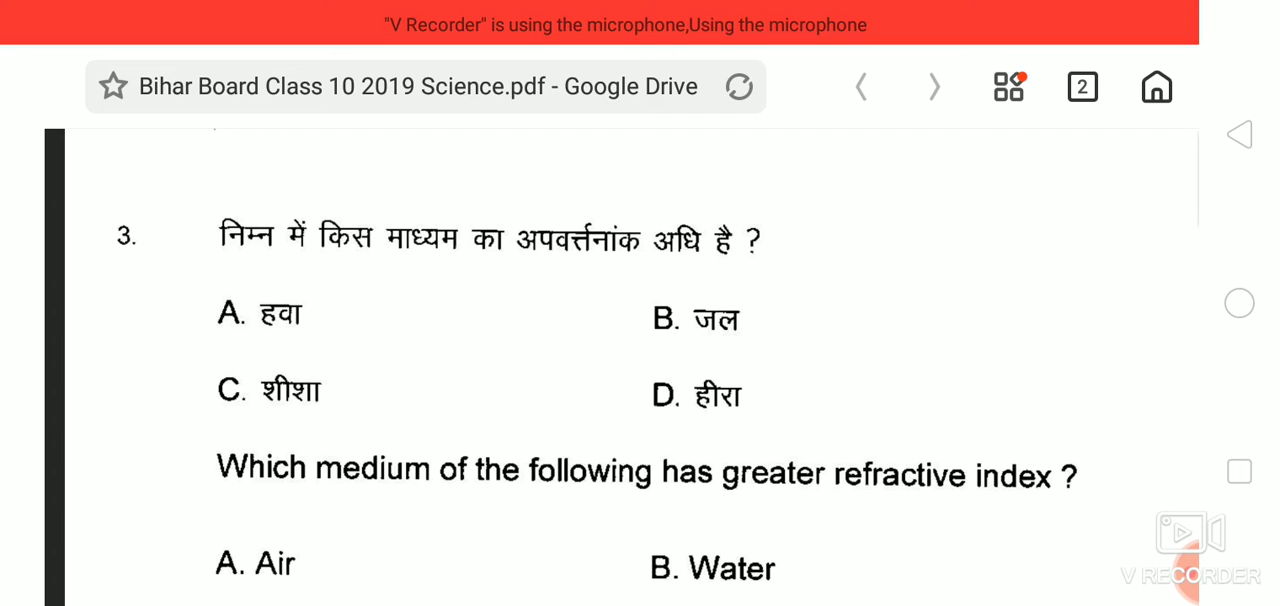 "V Recorder" is using the microphone,Using the microphone
Bihar Board Class 10 2019 Science.pdf - Google Drive
2
3. निम्न में किस माध्यम का अपवर्त्तनांक अधि है ?
A. हवा B. जल
C. शीशा D. हीरा
Which medium of the following has greater refractive index ?
A. Air B. Water
V RECORDER